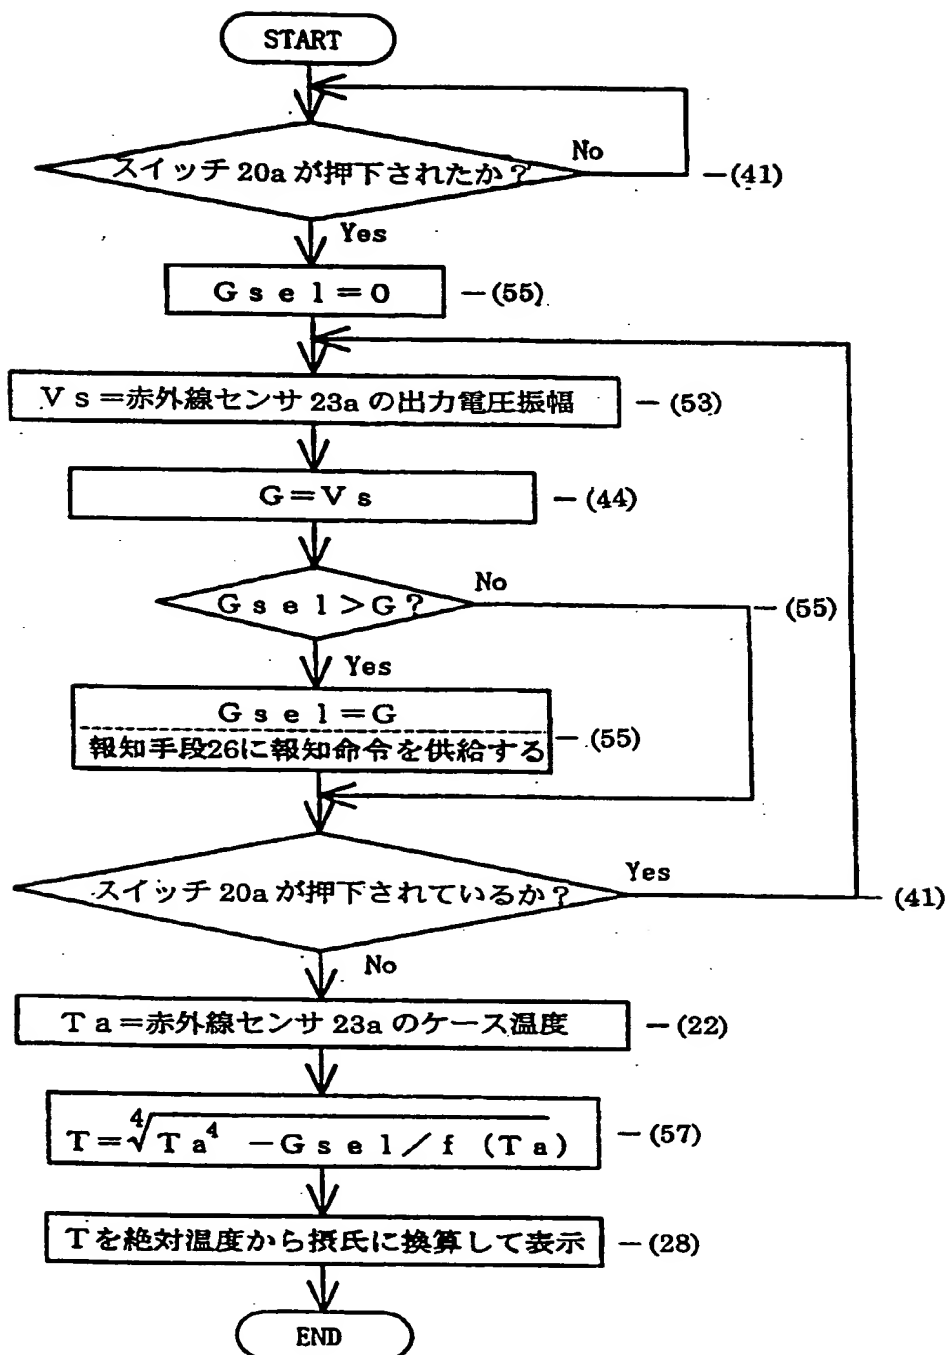 START
スイッチ 20a が押下されたか？
No
—(41)
Yes
Gsel＝0
—(55)
Vs＝赤外線センサ 23a の出力電圧振幅
—(53)
G＝Vs
—(44)
Gsel＞G？
No
—(55)
Yes
Gsel＝G
報知手段26に報知命令を供給する
—(55)
スイッチ 20a が押下されているか？
Yes
—(41)
No
Ta＝赤外線センサ 23a のケース温度
—(22)
T＝⁴√(Ta⁴ －Gsel／f (Ta))
—(57)
Tを絶対温度から摂氏に換算して表示
—(28)
END